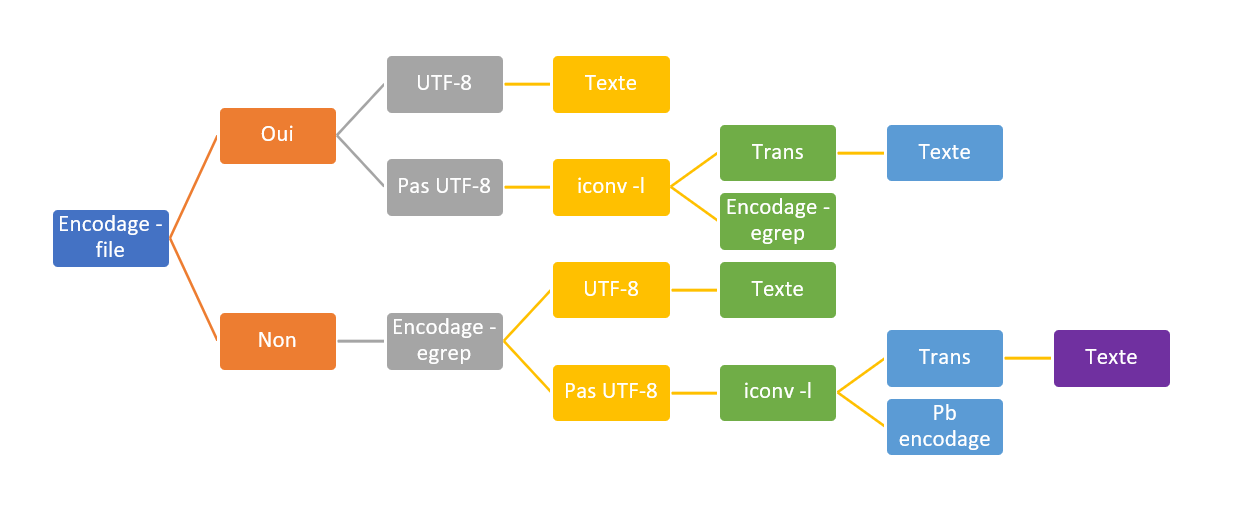 UTF-8
Texte
Oui
Trans
Texte
Pas UTF-8
iconv -l
Encodage -
egrep
Encodage -
file
UTF-8
Texte
Non
Encodage -
egrep
Trans
Texte
Pas UTF-8
iconv -l
Pb
encodage